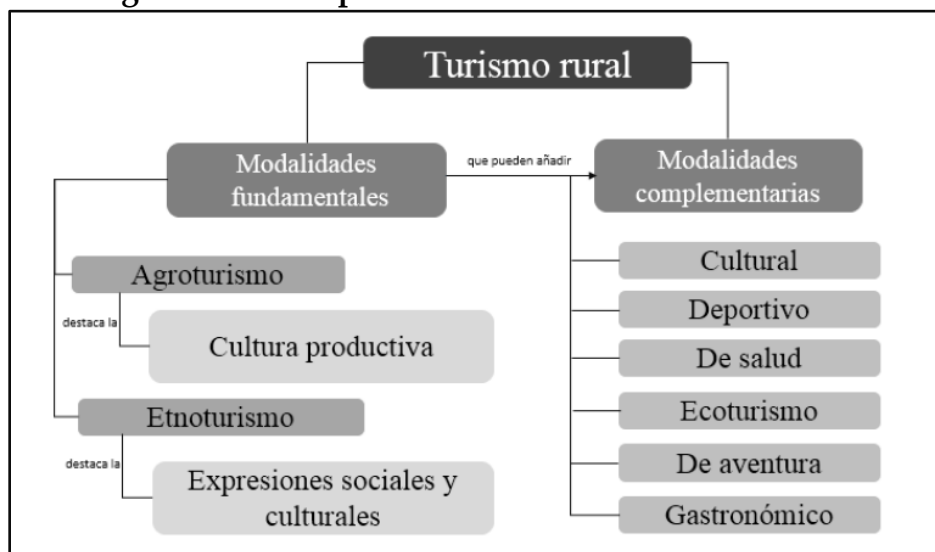 Turismo rural
Modalidades
fundamentales
que pueden añadir
Modalidades
complementarias
Agroturismo
destaca la
Cultura productiva
Etnoturismo
destaca la
Expresiones sociales y
culturales
Cultural
Deportivo
De salud
Ecoturismo
De aventura
Gastronómico